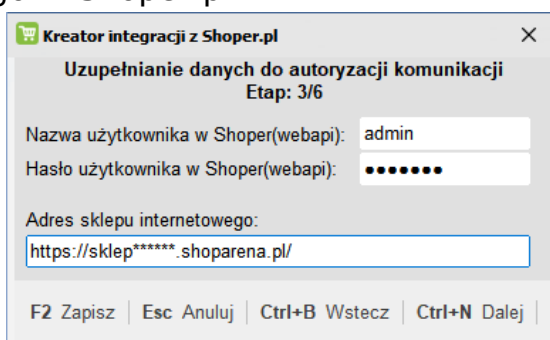 Kreator integracji z Shoper.pl
Uzupełnianie danych do autoryzacji komunikacji
Etap: 3/6
Nazwa użytkownika w Shoper(webapi): admin
Hasło użytkownika w Shoper(webapi): ●●●●●●●
Adres sklepu internetowego:
https://sklep******.shoparena.pl/
F2 Zapisz | Esc Anuluj | Ctrl+B Wstecz | Ctrl+N Dalej |